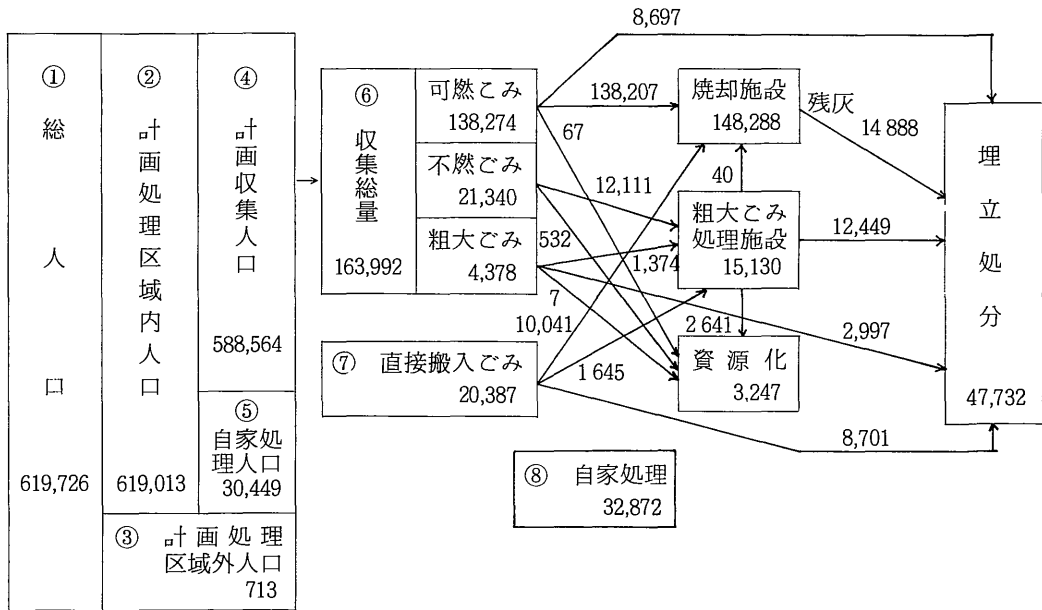 ①
総
人
口
619,726
②
計
画
処
理
区
域
内
人
口
619,013
④
計
画
収
集
人
口
588,564
⑤
自家処
理人口
30,449
③ 計画処理
区域外人口
713
⑥
収
集
総
量
163,992
可燃こみ
138,274
不燃ごみ
21,340
粗大ごみ
4,378
⑦ 直接搬入ごみ
20,387
8,697
138,207
67
12,111
532
1,374
7
10,041
1 645
焼却施設
148,288
40
粗大ごみ
処理施設
15,130
2 641
資源化
3,247
残灰
14 888
12,449
2,997
8,701
埋
立
処
分
47,732
⑧ 自家処理
32,872